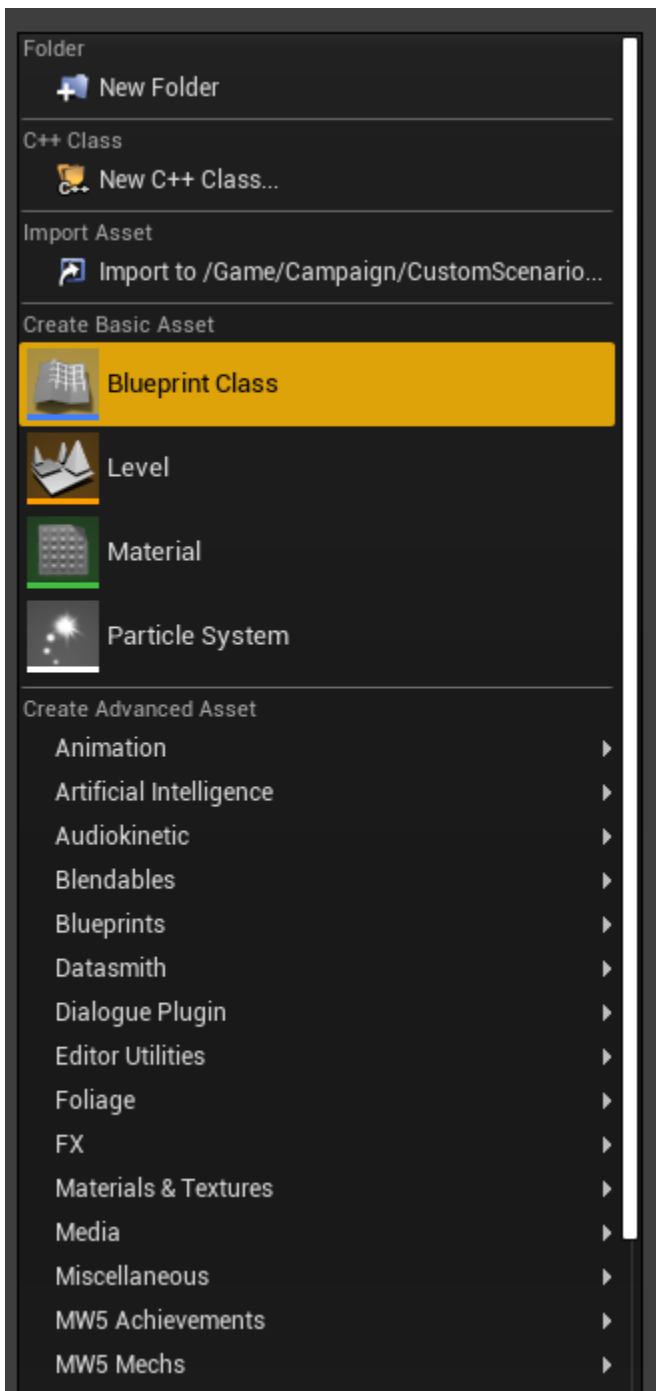 Folder
New Folder
C++ Class
C++
New C++ Class...
Import Asset
Import to /Game/Campaign/CustomScenario...
Create Basic Asset
Blueprint Class
Level
Material
Particle System
Create Advanced Asset
Animation
Artificial Intelligence
Audiokinetic
Blendables
Blueprints
Datasmith
Dialogue Plugin
Editor Utilities
Foliage
FX
Materials & Textures
Media
Miscellaneous
MW5 Achievements
MW5 Mechs